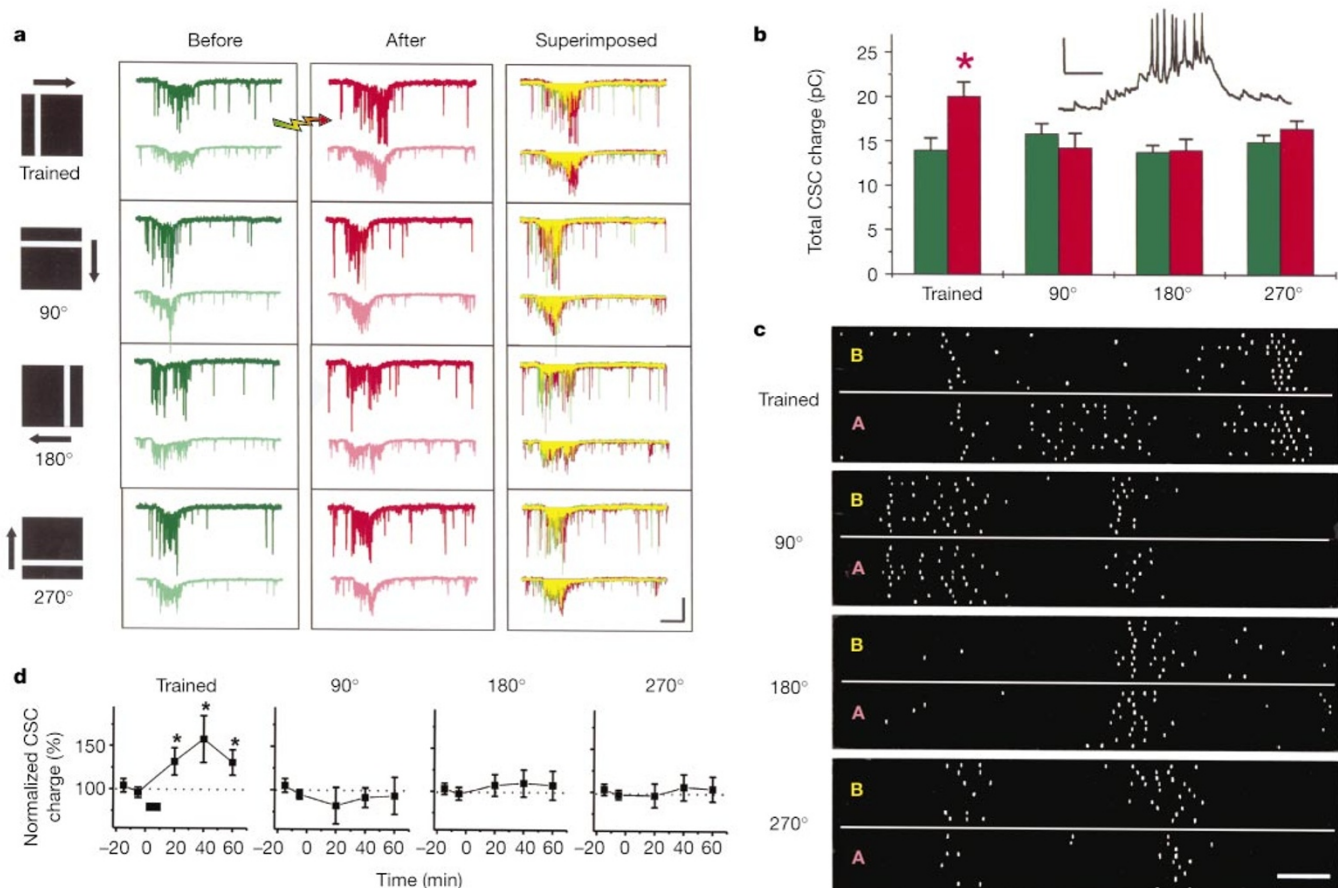 a
Before After Superimposed
Trained
90°
180°
270°
b
Total CSC charge (pC)
25
20
15
10
5
0
*
Trained 90° 180° 270°
c
Trained
B
A
90°
B
A
180°
B
A
270°
B
A
d
Trained 90° 180° 270°
Normalized CSC
charge (%)
150
100
* * *
–20 0 20 40 60 –20 0 20 40 60 –20 0 20 40 60 –20 0 20 40 60
Time (min)